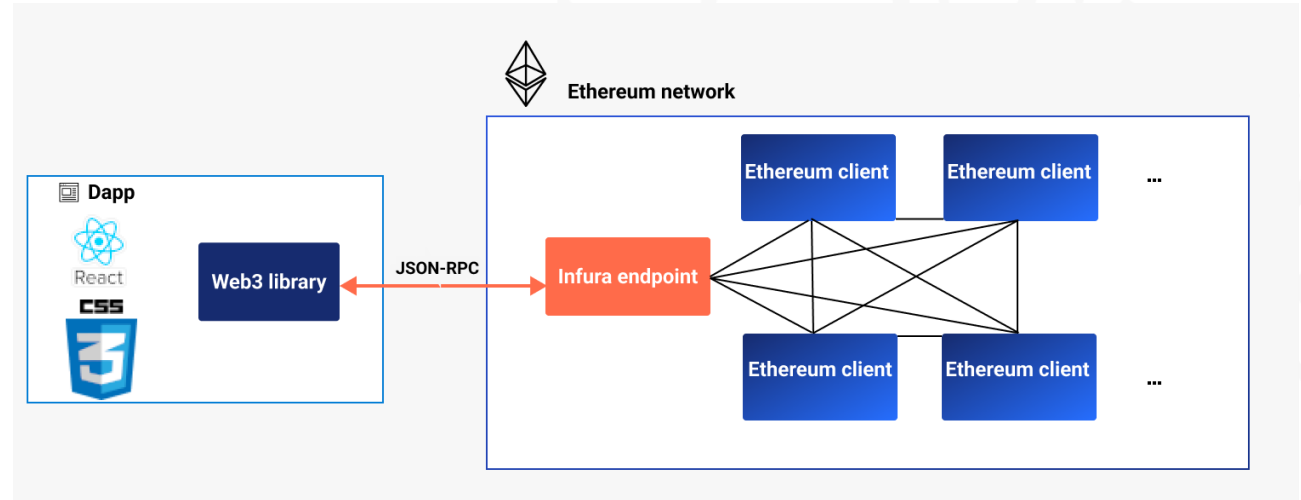 Ethereum network
Dapp
React
CSS
3
Web3 library
JSON-RPC
Infura endpoint
Ethereum client
Ethereum client
...
Ethereum client
Ethereum client
...